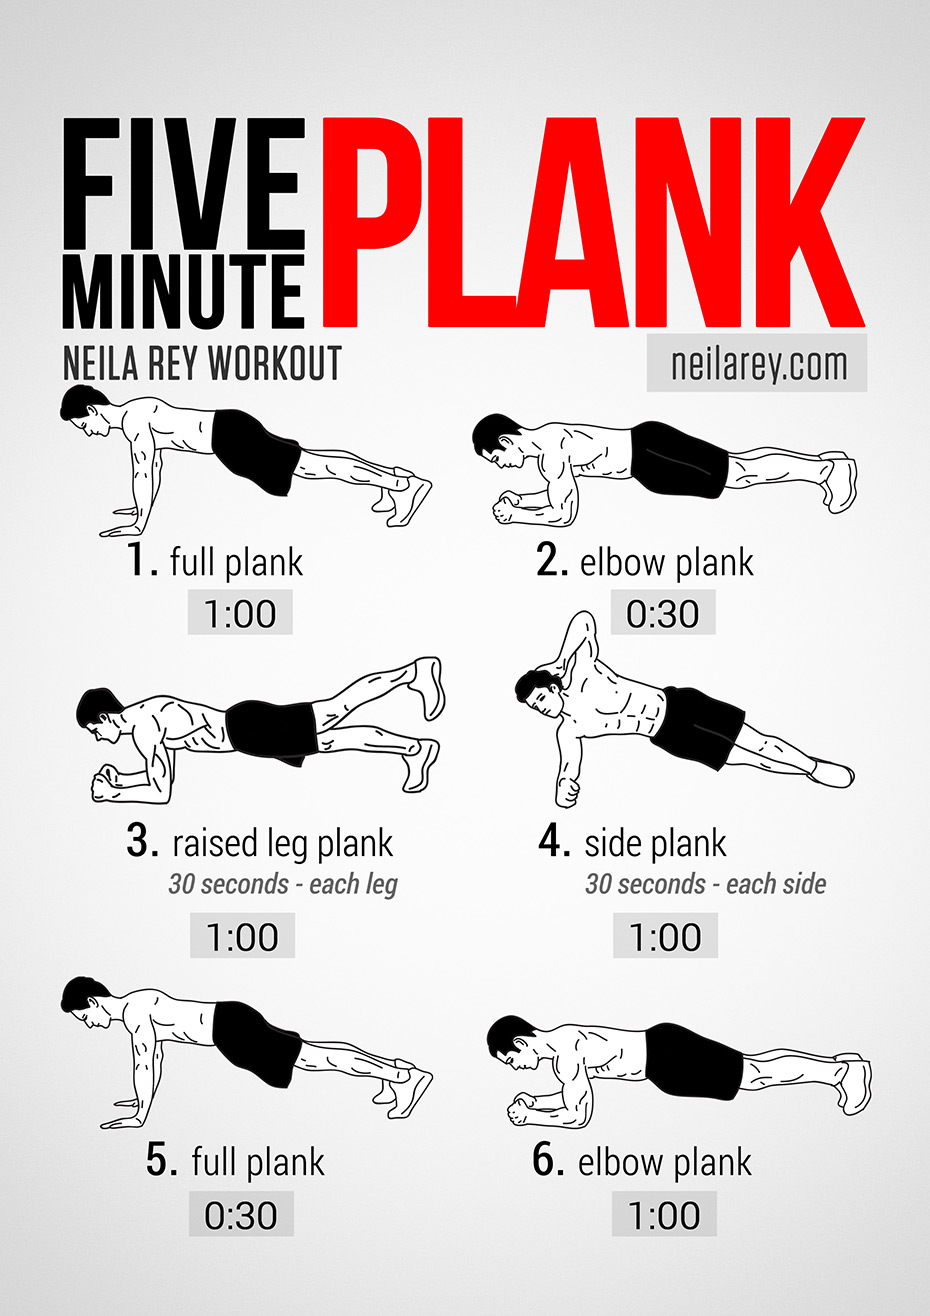 FIVE
MINUTE
PLANK
NEILA REY WORKOUT
neilarey.com
1. full plank
1:00
2. elbow plank
0:30
3. raised leg plank
30 seconds - each leg
1:00
4. side plank
30 seconds - each side
1:00
5. full plank
0:30
6. elbow plank
1:00